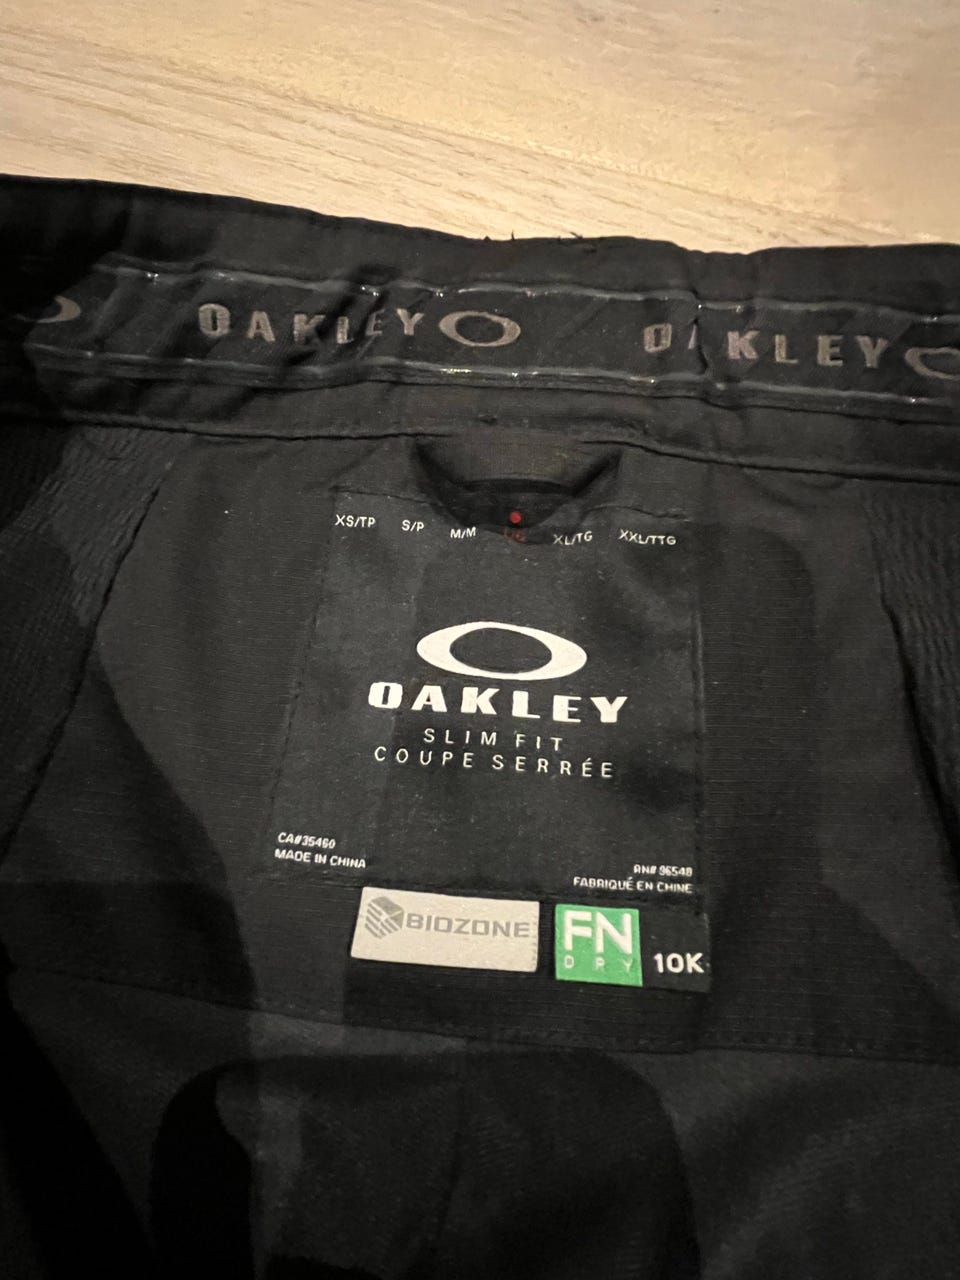 OAKLEY OAKLEY
XS/TP S/P M/M XL/TG XXL/TTG
OAKLEY
SLIM FIT
COUPE SERRÉE
CA#35460
MADE IN CHINA
RN# 96548
FABRIQUÉ EN CHINE
BIOZONE
FN
DRY
10K